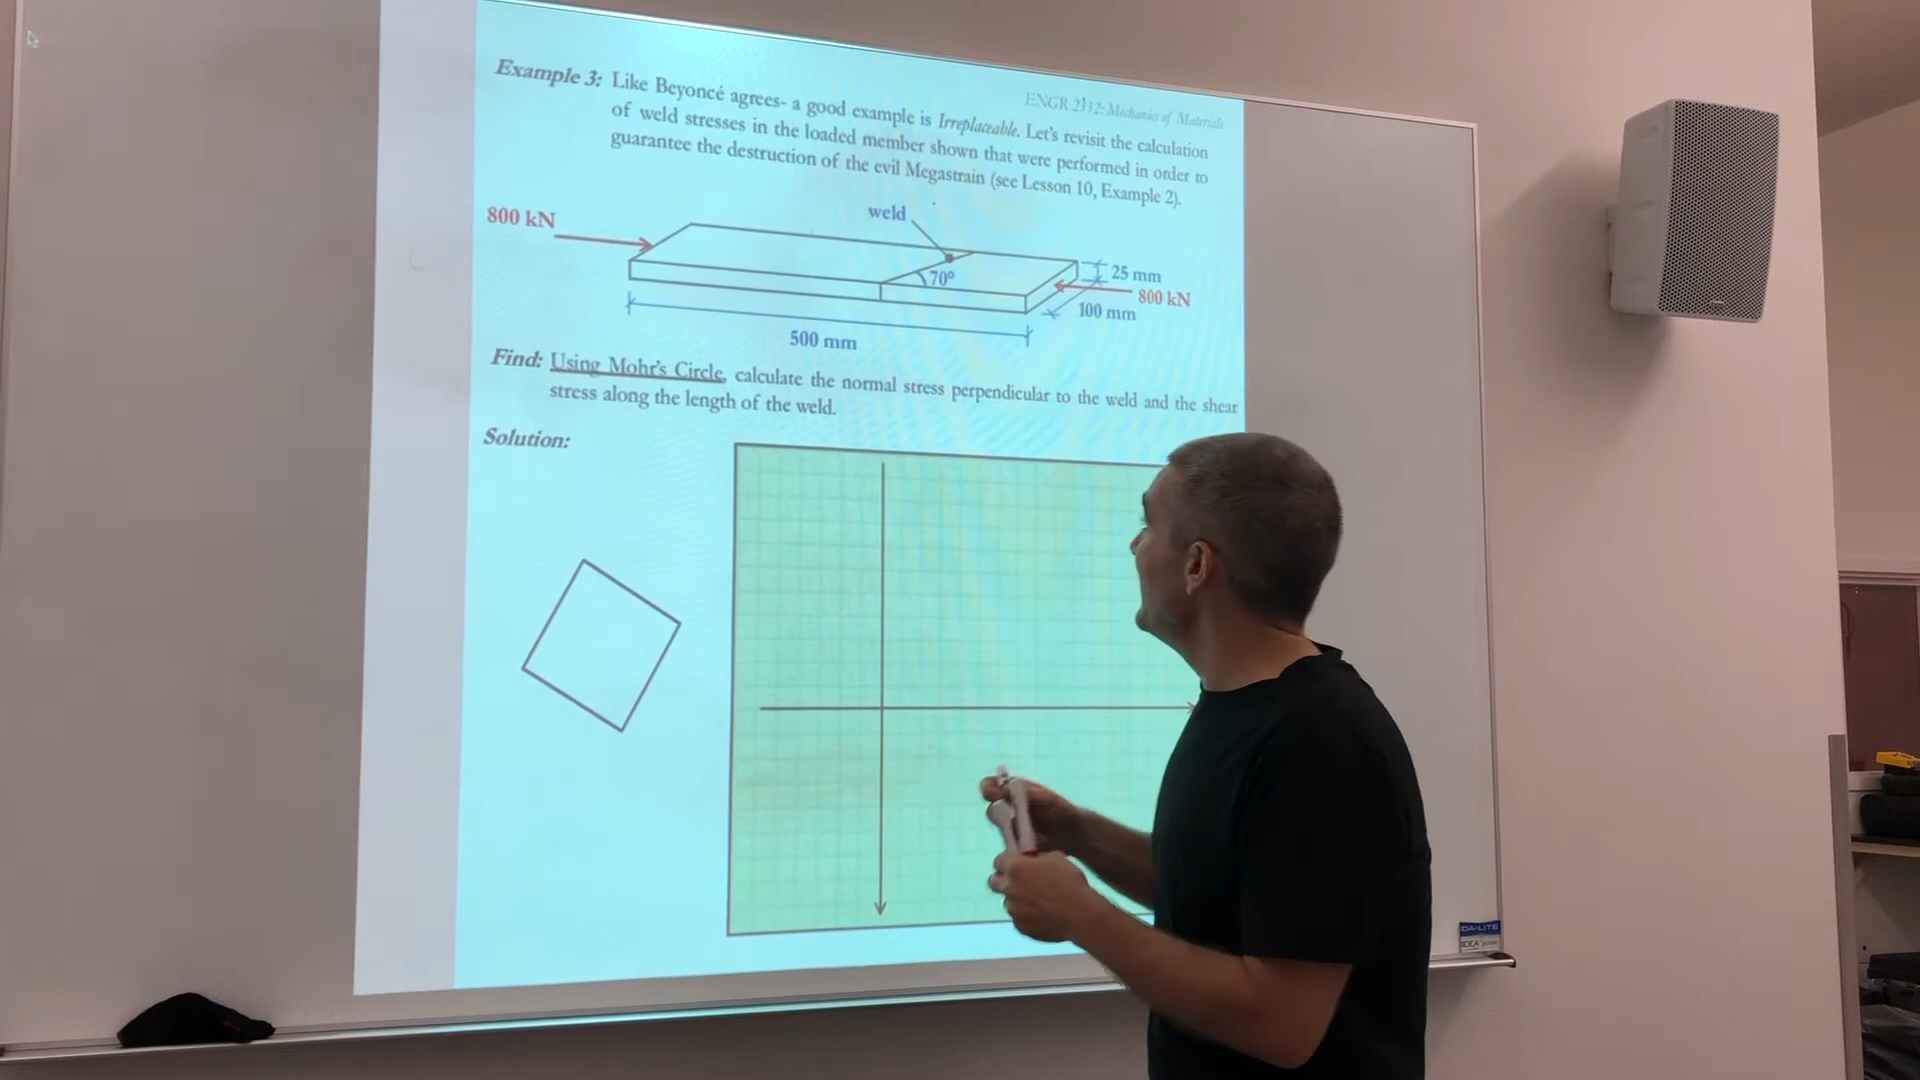 ENGR 2332: Mechanics of Materials
Example 3: Like Beyoncé agrees- a good example is Irreplaceable. Let's revisit the calculation
of weld stresses in the loaded member shown that were performed in order to
guarantee the destruction of the evil Megastrain (see Lesson 10, Example 2).
800 kN
weld
70°
25 mm
800 kN
100 mm
500 mm
Find: Using Mohr's Circle, calculate the normal stress perpendicular to the weld and the shear
stress along the length of the weld.
Solution:
DA-LITE
IDEA